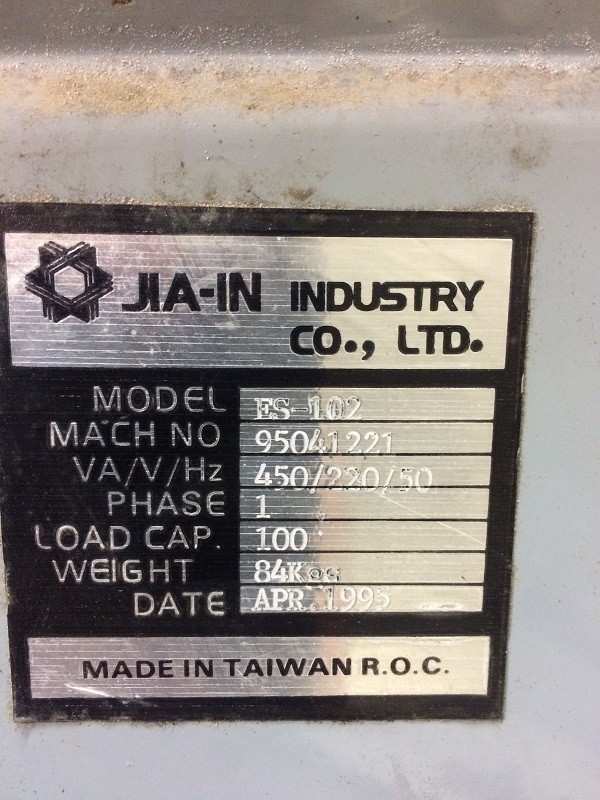 JIA-IN INDUSTRY
CO., LTD.
MODEL ES-102
MACH NO 95041221
VA/V/Hz 450/220/50
PHASE 1
LOAD CAP. 100
WEIGHT 84Kgs
DATE APR.1995
MADE IN TAIWAN R.O.C.